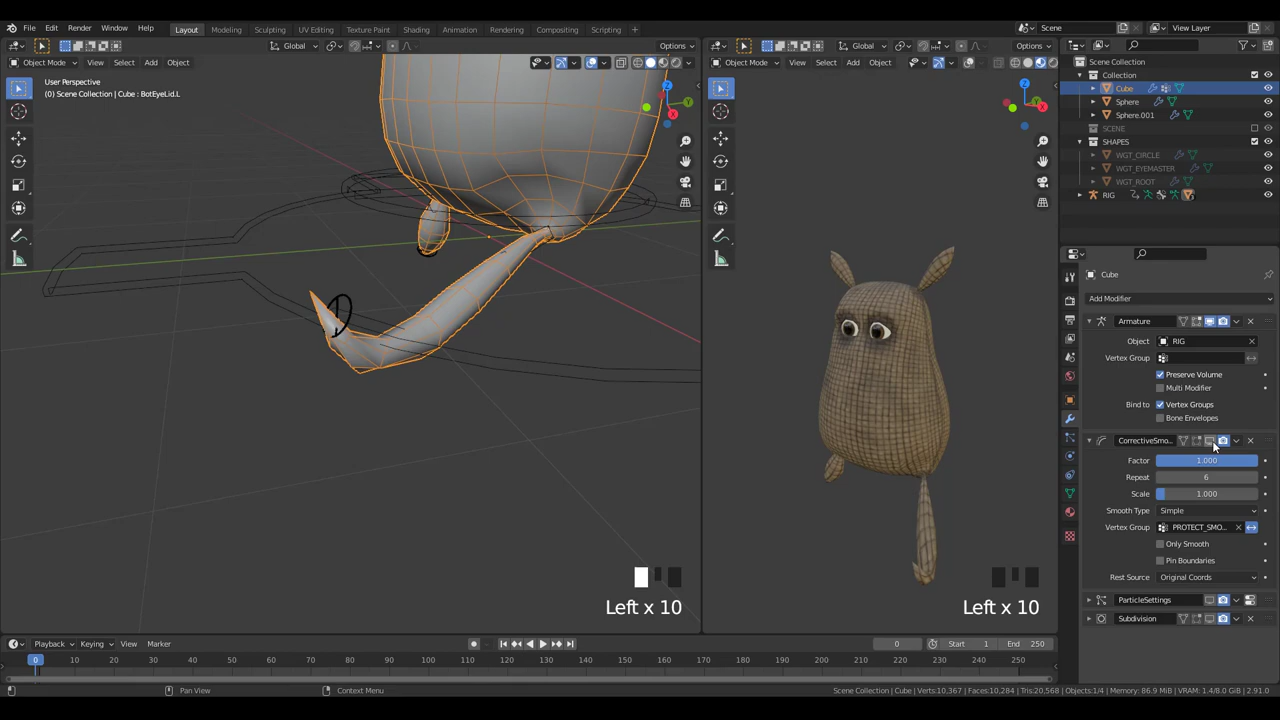 File Edit Render Window Help Layout Modeling Sculpting UV Editing Texture Paint Shading Animation Rendering Compositing Scripting + Scene View Layer
Global Options Global Options
Object Mode View Select Add Object Object Mode View Select Add Object
User Perspective
(0) Scene Collection | Cube : BotEyeLid.L
Scene Collection
Collection
Cube
Sphere
Sphere.001
SCENE
SHAPES
WGT_CIRCLE
WGT_EYEMASTER
WGT_ROOT
RIG
Cube
Add Modifier
Armature
Object RIG
Vertex Group
Preserve Volume
Multi Modifier
Bind to Vertex Groups
Bone Envelopes
CorrectiveSmo...
Factor 1.000
Repeat 6
Scale 1.000
Smooth Type Simple
Vertex Group PROTECT_SMO...
Only Smooth
Pin Boundaries
Rest Source Original Coords
ParticleSettings
Subdivision
Left x 10 Left x 10
Playback Keying View Marker 0 Start 1 End 250
0 10 20 30 40 50 60 70 80 90 100 110 120 130 140 150 160 170 180 190 200 210 220 230 240 250
Pan View Context Menu Scene Collection | Cube | Verts:10,367 | Faces:10,284 | Tris:20,568 | Objects:1/4 | Memory: 86.9 MiB | VRAM: 1.4/8.0 GiB | 2.91.0